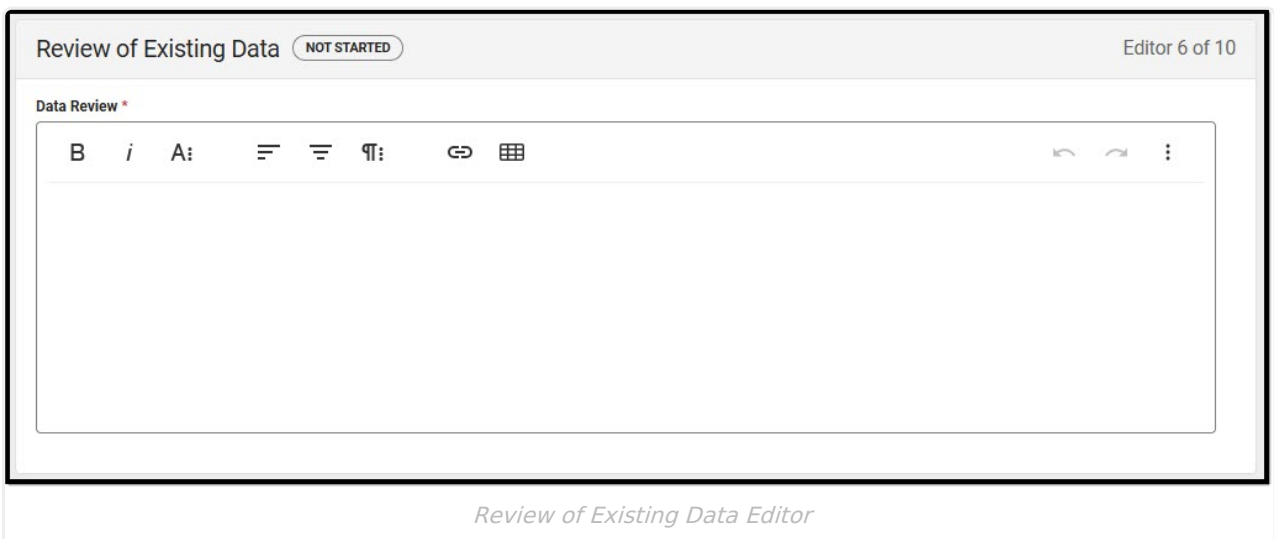 Review of Existing Data NOT STARTED Editor 6 of 10
Data Review *
B i A
Review of Existing Data Editor